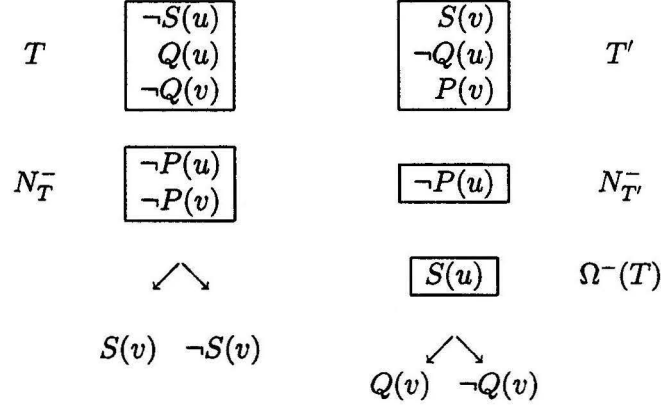 T ¬S(u) S(v) T′
Q(u) ¬Q(u)
¬Q(v) P(v)
N_T^- ¬P(u) ¬P(u) N_{T′}^-
¬P(v)
S(u) Ω^-(T)
S(v) ¬S(v)
Q(v) ¬Q(v)